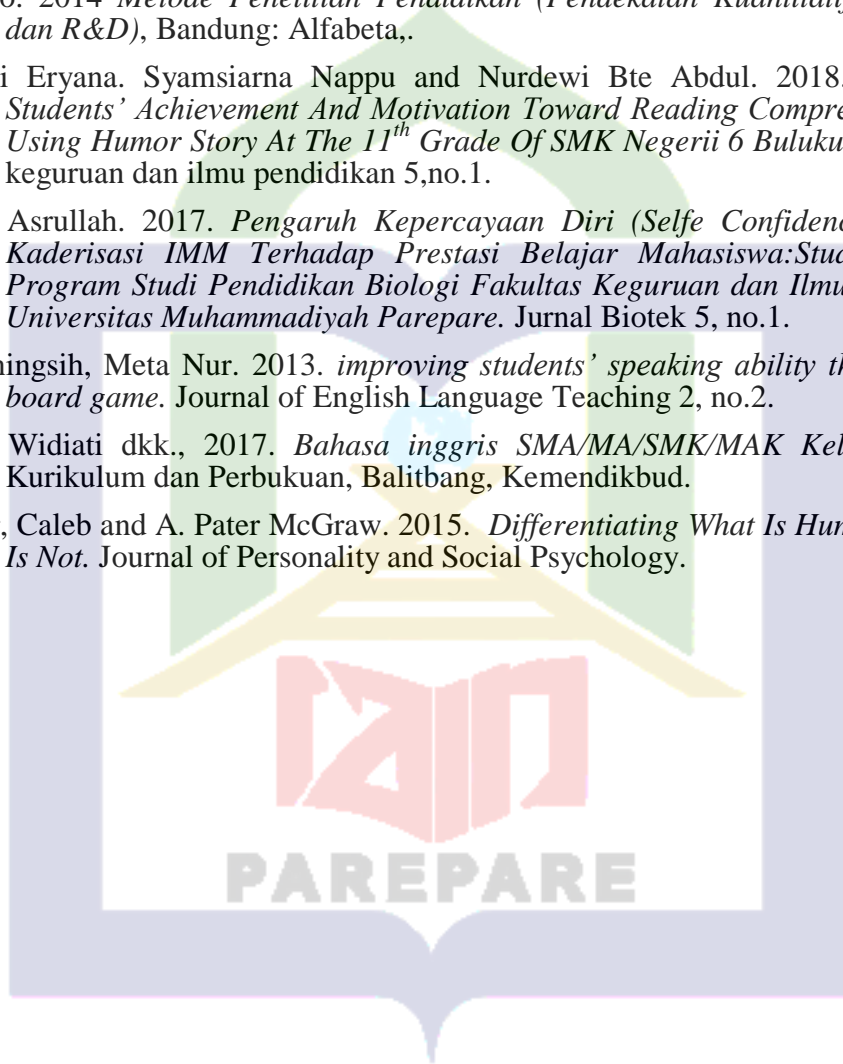 o. 2014 Metode Penelitian Pendidikan (Pendekatan Kuantitatif
dan R&D), Bandung: Alfabeta,.
i Eryana. Syamsiarna Nappu and Nurdewi Bte Abdul. 2018.
Students’ Achievement And Motivation Toward Reading Compre
Using Humor Story At The 11th Grade Of SMK Negerii 6 Buluku
keguruan dan ilmu pendidikan 5,no.1.
Asrullah. 2017. Pengaruh Kepercayaan Diri (Selfe Confidenc
Kaderisasi IMM Terhadap Prestasi Belajar Mahasiswa:Stud
Program Studi Pendidikan Biologi Fakultas Keguruan dan Ilmu
Universitas Muhammadiyah Parepare. Jurnal Biotek 5, no.1.
ningsih, Meta Nur. 2013. improving students’ speaking ability th
board game. Journal of English Language Teaching 2, no.2.
Widiati dkk., 2017. Bahasa inggris SMA/MA/SMK/MAK Kel
Kurikulum dan Perbukuan, Balitbang, Kemendikbud.
, Caleb and A. Pater McGraw. 2015. Differentiating What Is Hum
Is Not. Journal of Personality and Social Psychology.
PAREPARE